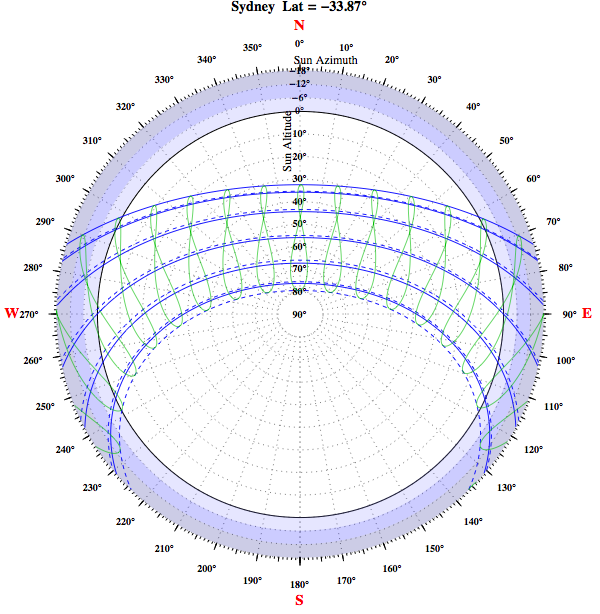 Sydney Lat = −33.87°
N
0°
350° 10°
Sun Azimuth
340° 20°
−18°
330° 30°
−12°
−6°
320° 40°
0°
Sun Altitude
10°
310° 50°
20°
300° 30° 60°
40°
290° 50° 70°
60°
280° 70° 80°
80°
W 270° 90° 90° E
260° 100°
250° 110°
240° 120°
230° 130°
220° 140°
210° 150°
200° 160°
190° 170°
180°
S